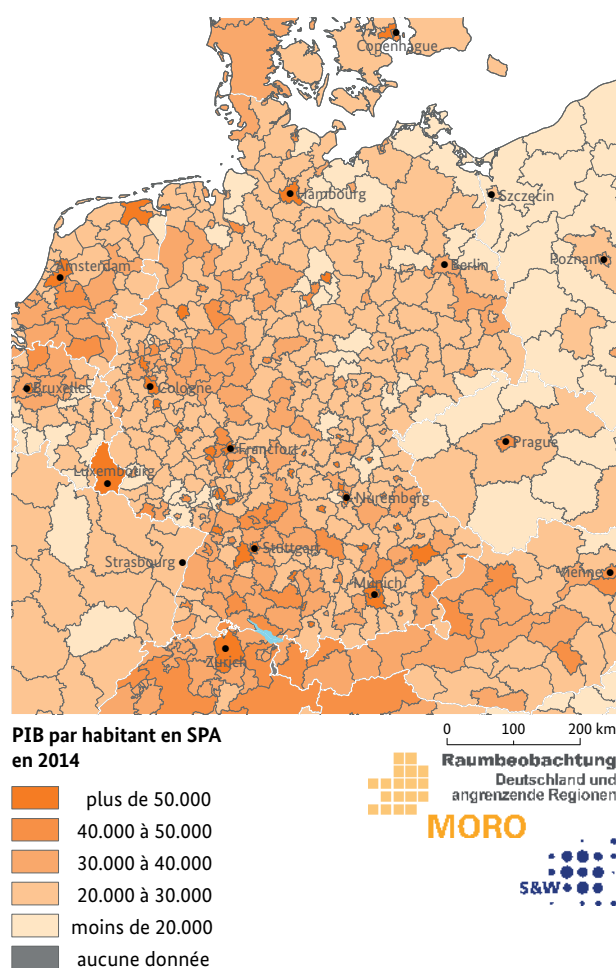 Copenhague
Hambourg
Szczecin
Amsterdam
Berlin
Poznań
Bruxelles
Cologne
Francfort
Prague
Luxembourg
Nuremberg
Strasbourg
Stuttgart
Munich
Vienne
Zurich
PIB par habitant en SPA
en 2014
0 100 200 km
plus de 50.000
40.000 à 50.000
30.000 à 40.000
20.000 à 30.000
moins de 20.000
aucune donnée
Raumbeobachtung
Deutschland und
angrenzende Regionen
MORO
S&W